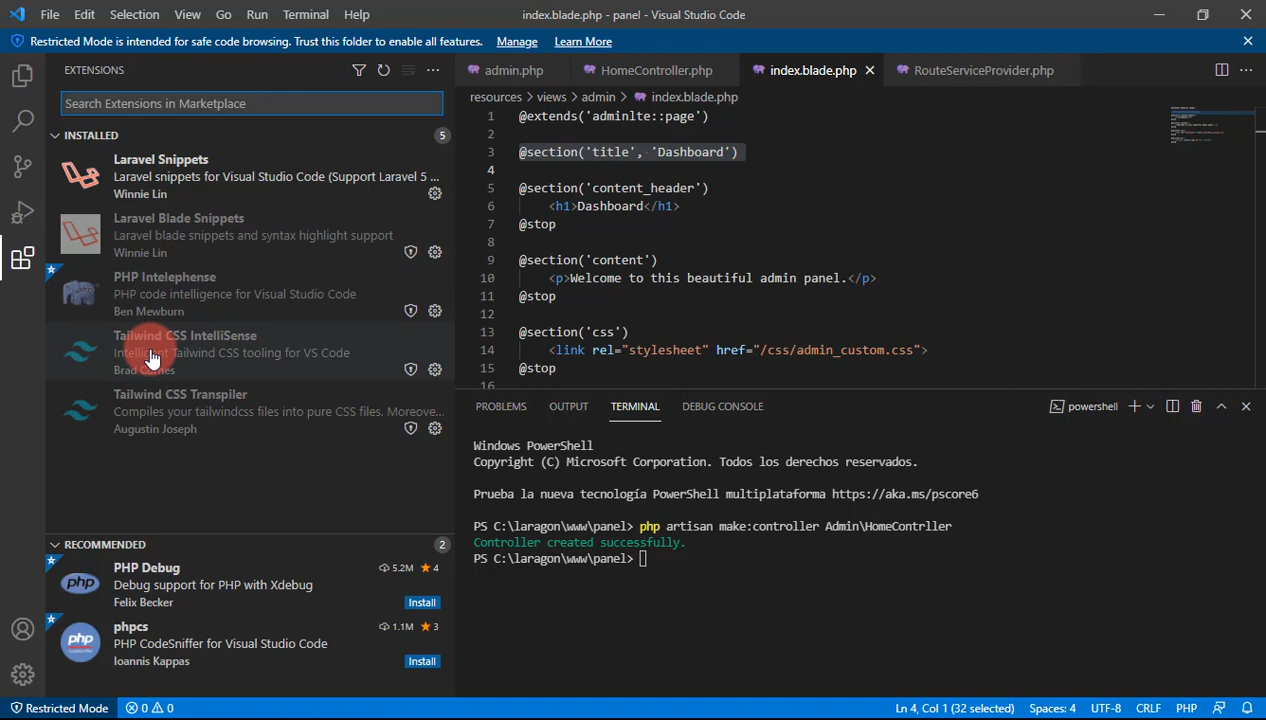 File Edit Selection View Go Run Terminal Help index.blade.php - panel - Visual Studio Code
Restricted Mode is intended for safe code browsing. Trust this folder to enable all features. Manage Learn More
EXTENSIONS
Search Extensions in Marketplace
INSTALLED 5
Laravel Snippets
Laravel snippets for Visual Studio Code (Support Laravel 5 ...
Winnie Lin
Laravel Blade Snippets
Laravel blade snippets and syntax highlight support
Winnie Lin
PHP Intelephense
PHP code intelligence for Visual Studio Code
Ben Mewburn
Tailwind CSS IntelliSense
Intelligent Tailwind CSS tooling for VS Code
Brad Cornes
Tailwind CSS Transpiler
Compiles your tailwindcss files into pure CSS files. Moreove...
Augustin Joseph
RECOMMENDED 2
PHP Debug 5.2M 4
Debug support for PHP with Xdebug
Felix Becker Install
phpcs 1.1M 3
PHP CodeSniffer for Visual Studio Code
Ioannis Kappas Install
php
php
admin.php HomeController.php index.blade.php RouteServiceProvider.php
resources > views > admin > index.blade.php
1 @extends('adminlte::page')
2
3 @section('title', 'Dashboard')
4
5 @section('content_header')
6 <h1>Dashboard</h1>
7 @stop
8
9 @section('content')
10 <p>Welcome to this beautiful admin panel.</p>
11 @stop
12
13 @section('css')
14 <link rel="stylesheet" href="/css/admin_custom.css">
15 @stop
16
PROBLEMS OUTPUT TERMINAL DEBUG CONSOLE powershell
Windows PowerShell
Copyright (C) Microsoft Corporation. Todos los derechos reservados.
Prueba la nueva tecnología PowerShell multiplataforma https://aka.ms/pscore6
PS C:\laragon\www\panel> php artisan make:controller Admin\HomeContrller
Controller created successfully.
PS C:\laragon\www\panel>
Restricted Mode 0 0 Ln 4, Col 1 (32 selected) Spaces: 4 UTF-8 CRLF PHP